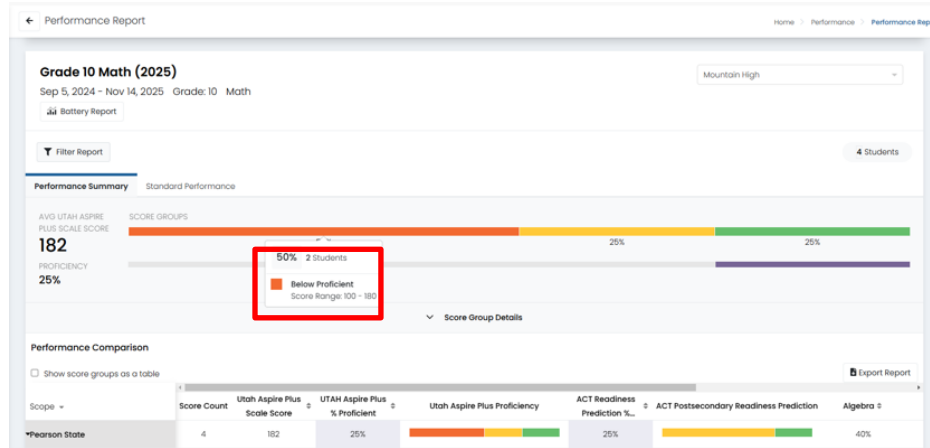 Performance Report
Home > Performance > Performance Rep
Grade 10 Math (2025)
Sep 5, 2024 - Nov 14, 2025 Grade: 10 Math
Mountain High
Battery Report
Filter Report
4 Students
Performance Summary Standard Performance
AVG UTAH ASPIRE
PLUS SCALE SCORE
182
SCORE GROUPS
25% 25%
50% 2 Students
Below Proficient
Score Range: 100 - 180
PROFICIENCY
25%
Score Group Details
Performance Comparison
Show score groups as a table
Export Report
Scope
Score Count
Utah Aspire Plus
Scale Score
UTAH Aspire Plus
% Proficient
Utah Aspire Plus Proficiency
ACT Readiness
Prediction %...
ACT Postsecondary Readiness Prediction
Algebra
Pearson State 4 182 25% 25% 40%